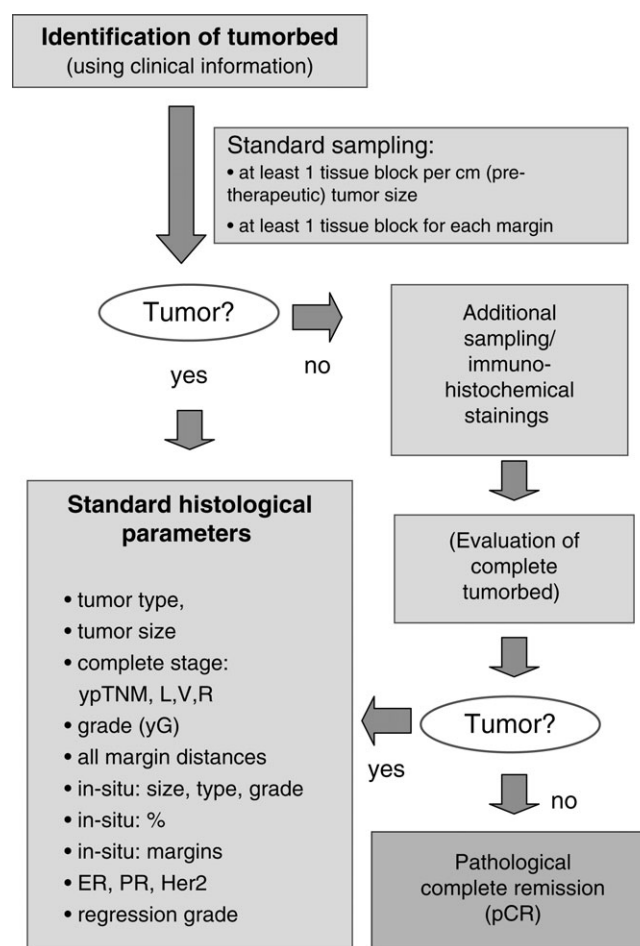 Identification of tumorbed
(using clinical information)
Standard sampling:
• at least 1 tissue block per cm (pre-
therapeutic) tumor size
• at least 1 tissue block for each margin
Tumor?
yes
no
Additional
sampling/
immuno-
histochemical
stainings
(Evaluation of
complete
tumorbed)
Tumor?
yes
no
Pathological
complete remission
(pCR)
Standard histological
parameters
• tumor type,
• tumor size
• complete stage:
ypTNM, L,V,R
• grade (yG)
• all margin distances
• in-situ: size, type, grade
• in-situ: %
• in-situ: margins
• ER, PR, Her2
• regression grade